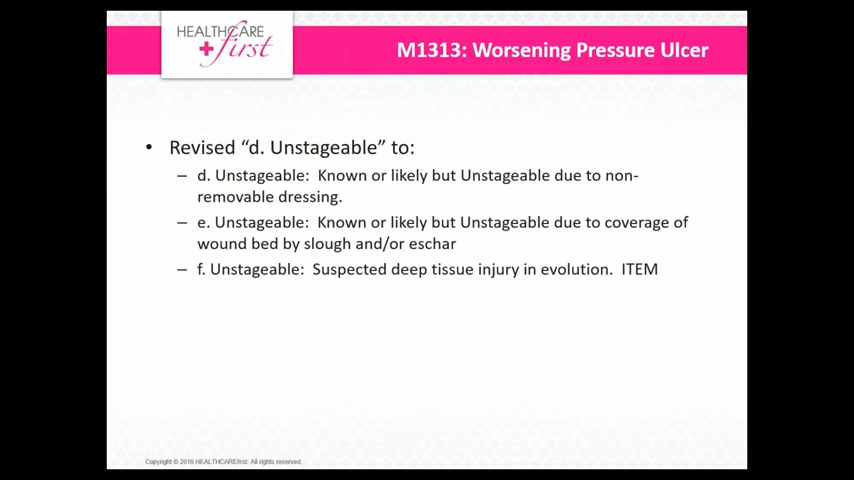 HEALTHCARE
first
M1313: Worsening Pressure Ulcer
• Revised “d. Unstageable” to:
– d. Unstageable: Known or likely but Unstageable due to non-
removable dressing.
– e. Unstageable: Known or likely but Unstageable due to coverage of
wound bed by slough and/or eschar
– f. Unstageable: Suspected deep tissue injury in evolution. ITEM
Copyright © 2016 HEALTHCAREfirst. All rights reserved.